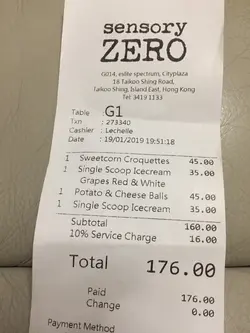 sensory
ZERO
G014, eslite spectrum, Cityplaza
18 Taikoo Shing Road,
Taikoo Shing, Island East, Hong Kong
Tel 3419 1133
Table : G1
Txn : 273340
Cashier : Lechelle
Date : 19/01/2019 19:51:18
1 Sweetcorn Croquettes 45.00
1 Single Scoop Icecream 35.00
Grapes Red & White
1 Potato & Cheese Balls 45.00
1 Single Scoop Icecream 35.00
Subtotal 160.00
10% Service Charge 16.00
Total 176.00
Paid 176.00
Change 0.00
Payment Method